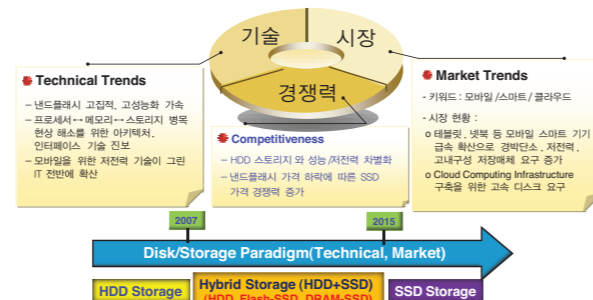 기술
시장
경쟁력
Technical Trends
– 낸드플래시 고집적, 고성능화 가속
– 프로세서↔메모리↔스토리지 병목
현상 해소를 위한 아키텍처,
인터페이스 기술 진보
– 모바일을 위한 저전력 기술이 그린
IT 전반에 확산
Competitiveness
– HDD 스토리지 와 성능/저전력 차별화
– 낸드플래시 가격 하락에 따른 SSD
가격 경쟁력 증가
Market Trends
- 키워드 : 모바일/스마트/클라우드
- 시장 현황 :
o 테블릿, 넷북 등 모바일 스마트 기기
급속 확산으로 경박단소, 저전력,
고내구성 저장매체 요구 증가
o Cloud Computing Infrastructure
구축을 위한 고속 디스크 요구
2007
2015
Disk/Storage Paradigm(Technical, Market)
HDD Storage
Hybrid Storage (HDD+SSD)
(HDD, Flash-SSD, DRAM-SSD)
SSD Storage